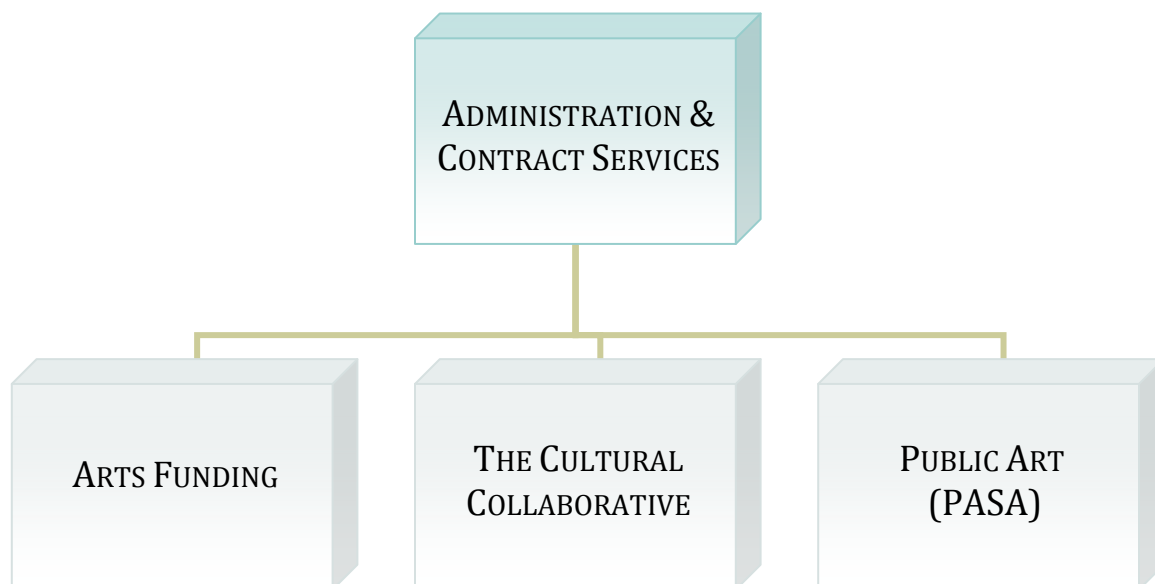 ADMINISTRATION &
CONTRACT SERVICES
ARTS FUNDING
THE CULTURAL
COLLABORATIVE
PUBLIC ART
(PASA)